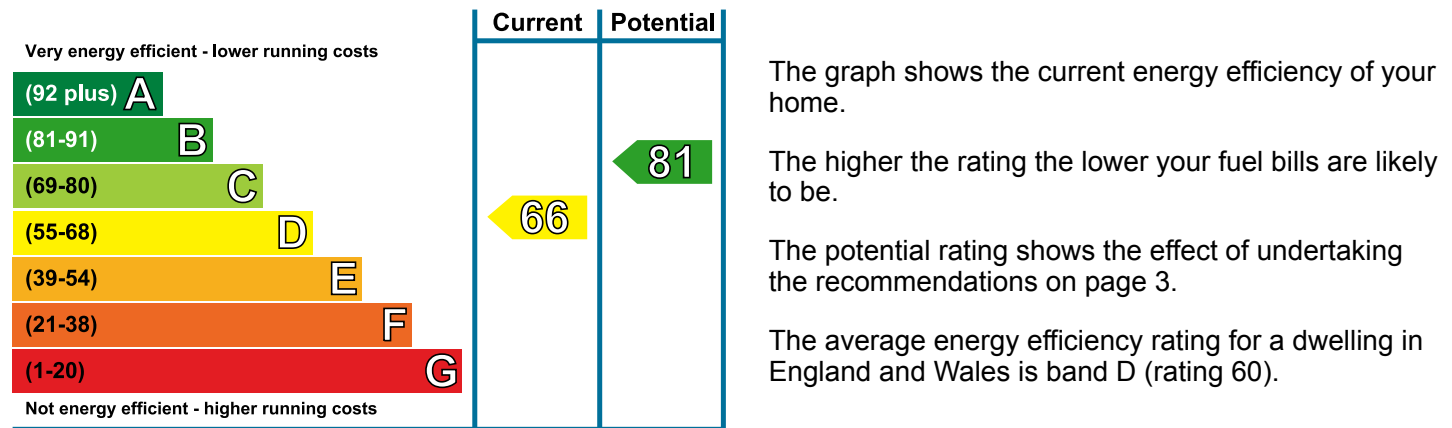 Current Potential
Very energy efficient - lower running costs
(92 plus) A
(81-91) B
(69-80) C
(55-68) D
(39-54) E
(21-38) F
(1-20) G
Not energy efficient - higher running costs
66
81
The graph shows the current energy efficiency of your
home.
The higher the rating the lower your fuel bills are likely
to be.
The potential rating shows the effect of undertaking
the recommendations on page 3.
The average energy efficiency rating for a dwelling in
England and Wales is band D (rating 60).